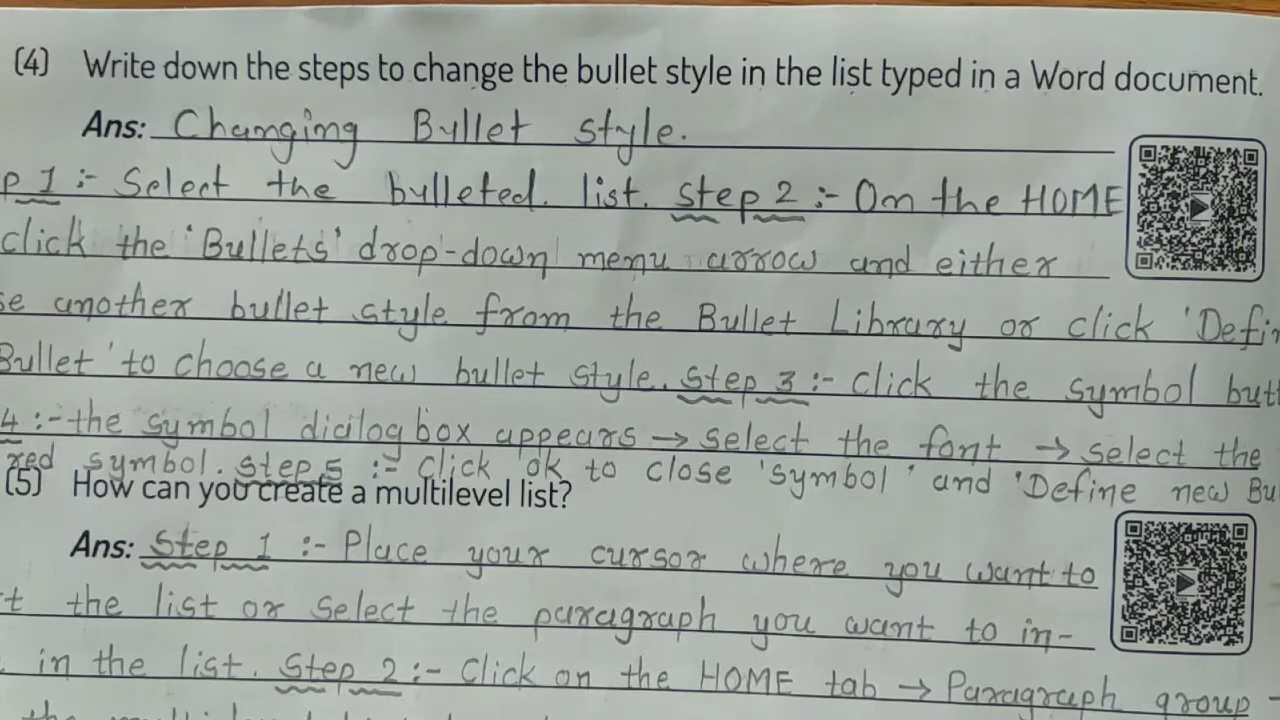 (4) Write down the steps to change the bullet style in the list typed in a Word document.
Ans: Changing Bullet style.
p 1 :- Select the bulleted. list. step 2 :- On the HOME
click the 'Bullets' drop-down menu arrow and either
se another bullet style from the Bullet Library or click 'Defin
Bullet' to choose a new bullet style. step 3 :- click the symbol butt
4 :- the symbol dialog box appears → select the font → select the
red symbol. step 5 :- Click ok to close 'symbol' and 'Define new Bu
(5) How can you create a multilevel list?
Ans: Step 1 :- Place your cursor where you want to
t the list or select the paragraph you want to in-
in the list. Step 2 :- Click on the HOME tab → Paragraph group -